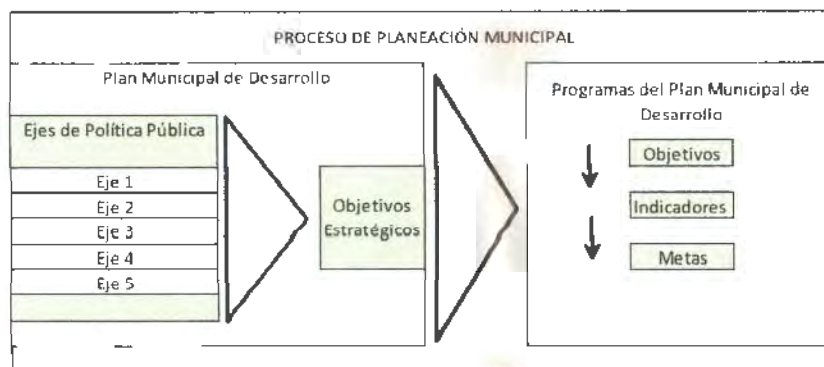 PROCESO DE PLANEACIÓN MUNICIPAL
Plan Municipal de Desarrollo
Ejes de Política Pública
Eje 1
Eje 2
Eje 3
Eje 4
Eje 5
Objetivos
Estratégicos
Programas del Plan Municipal de
Desarrollo
Objetivos
Indicadores
Metas